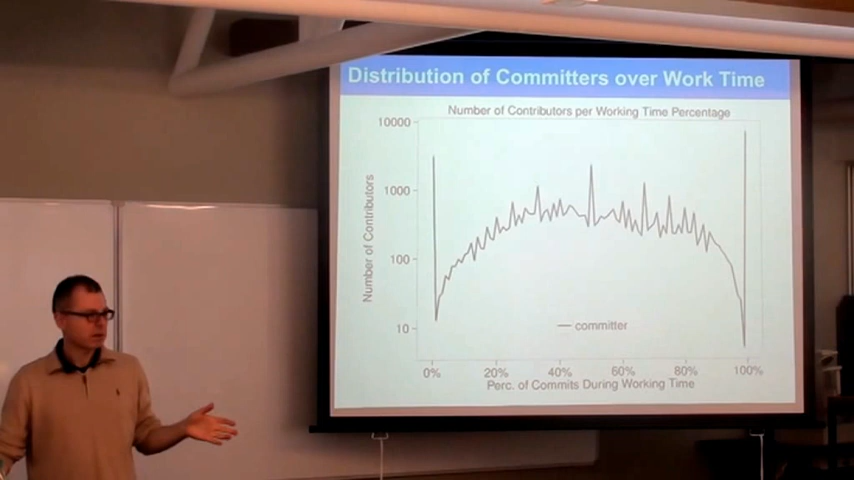 Distribution of Committers over Work Time
Number of Contributors per Working Time Percentage
10000
1000
100
10
Number of Contributors
committer
0% 20% 40% 60% 80% 100%
Perc. of Commits During Working Time